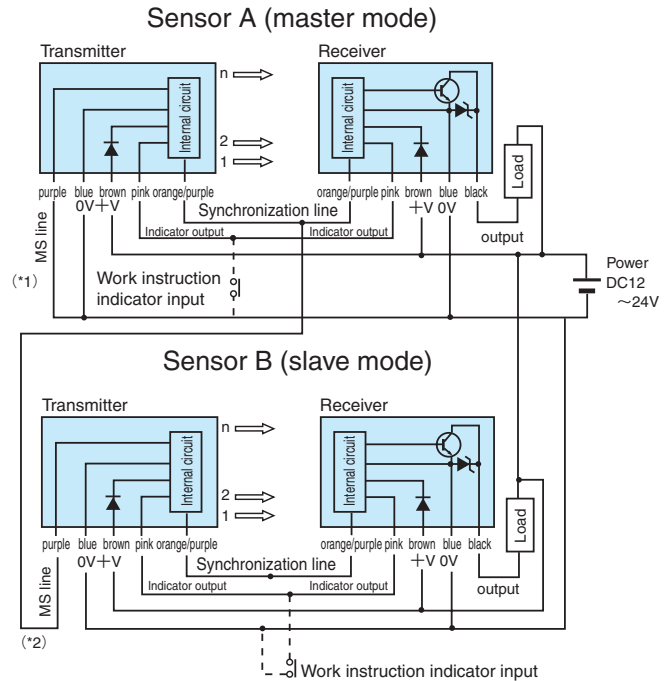 Sensor A (master mode)
Transmitter
Receiver
n
2
1
Internal circuit
Internal circuit
purple
blue
brown
pink
orange/purple
orange/purple
pink
brown
blue
black
0V
+V
+V
0V
Load
MS line
(*1)
Synchronization line
Indicator output
Indicator output
output
Work instruction
indicator input
Power
DC12
～24V
Sensor B (slave mode)
Transmitter
Receiver
n
2
1
Internal circuit
Internal circuit
purple
blue
brown
pink
orange/purple
orange/purple
pink
brown
blue
black
0V
+V
+V
0V
Load
MS line
(*2)
Synchronization line
Indicator output
Indicator output
output
Work instruction indicator input